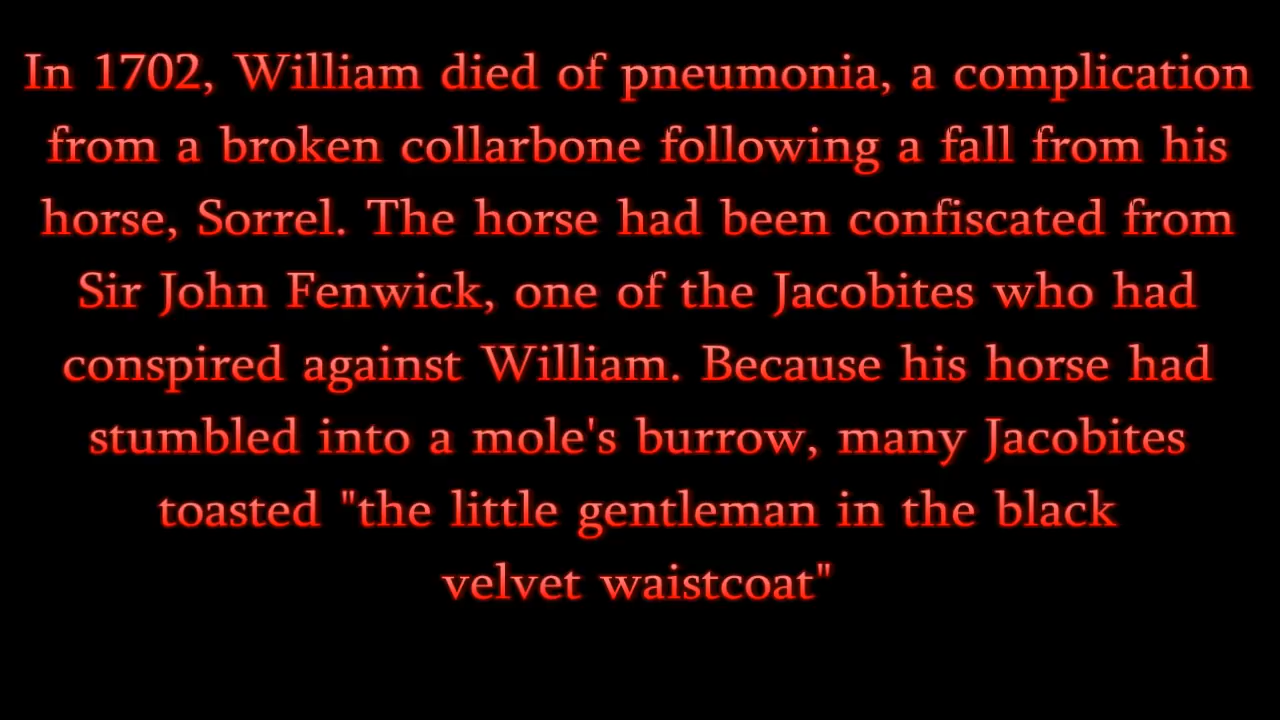 In 1702, William died of pneumonia, a complication
from a broken collarbone following a fall from his
horse, Sorrel. The horse had been confiscated from
Sir John Fenwick, one of the Jacobites who had
conspired against William. Because his horse had
stumbled into a mole's burrow, many Jacobites
toasted "the little gentleman in the black
velvet waistcoat"